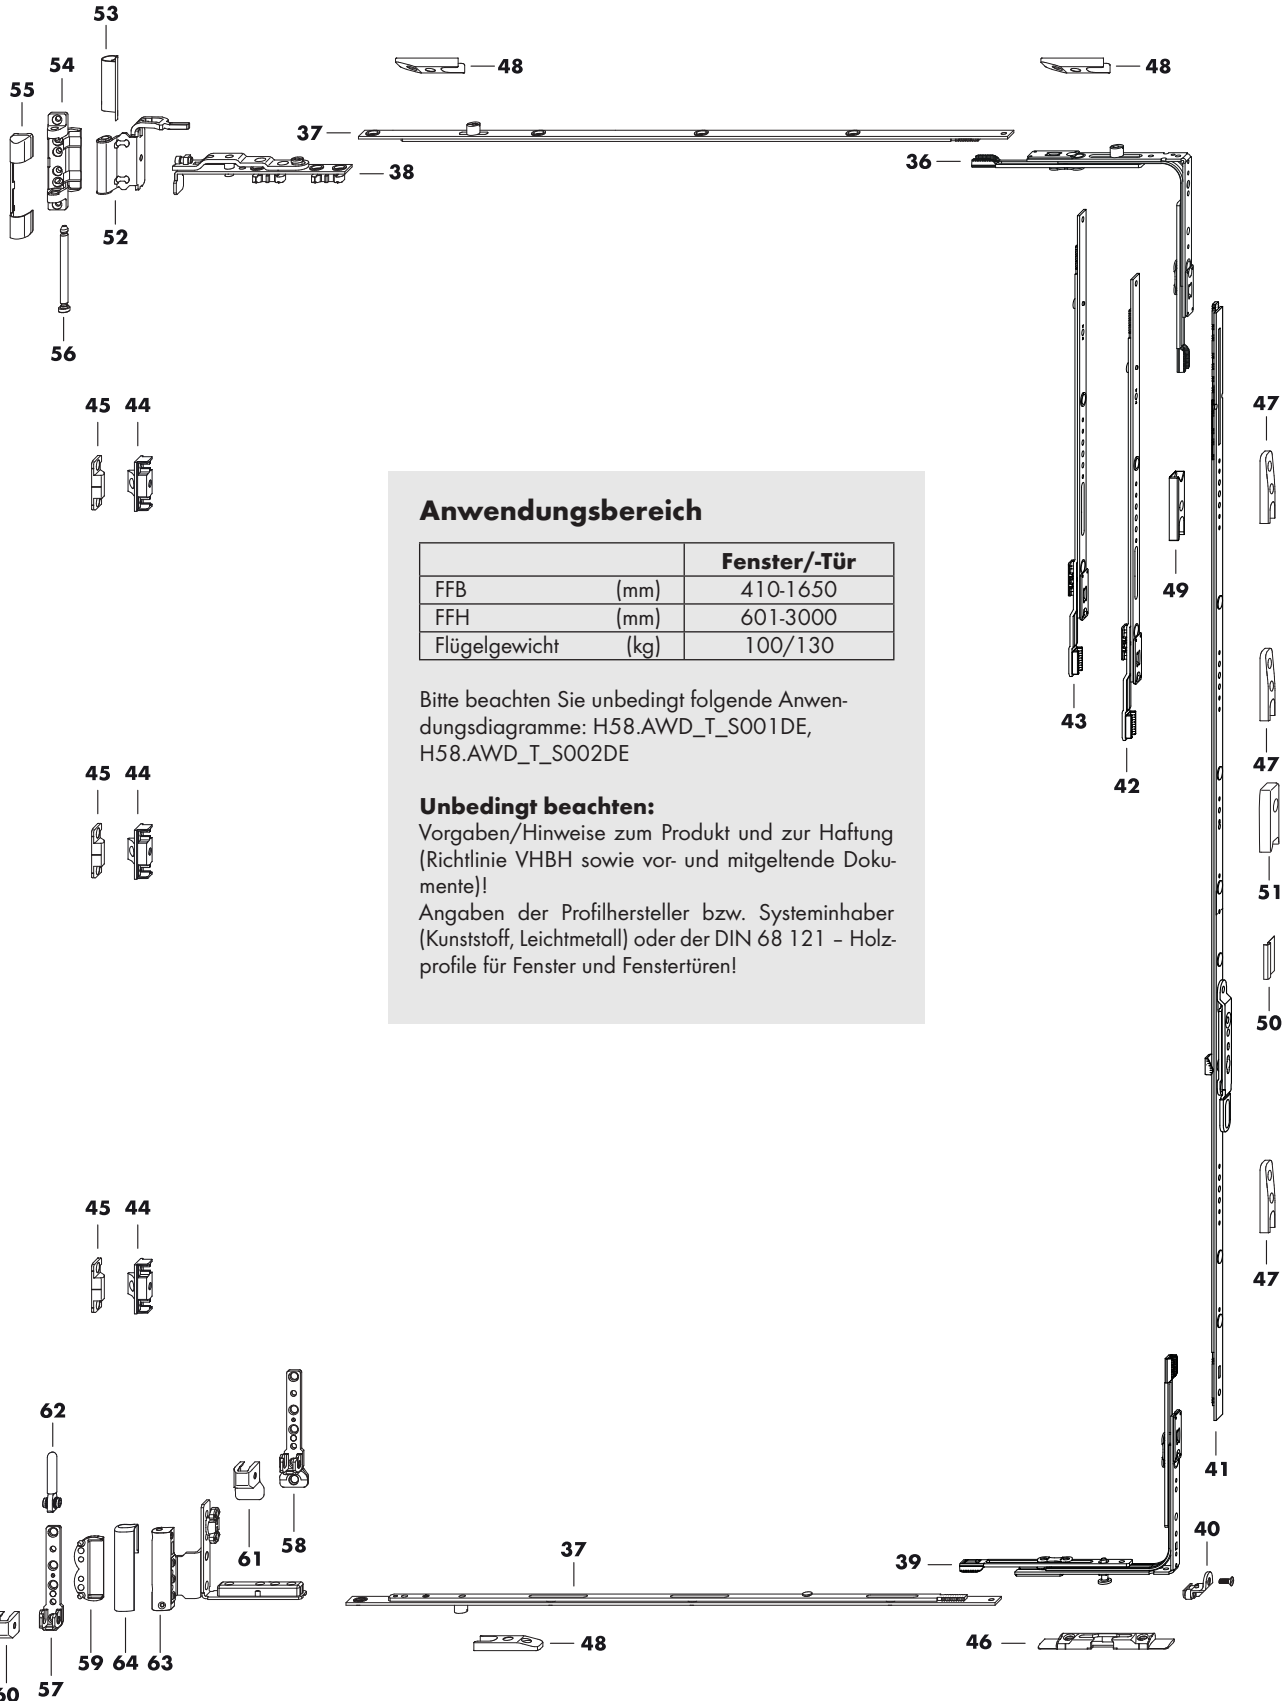 53
54
55
48
48
37
36
38
52
56
45 44
47
Anwendungsbereich
Fenster/-Tür
FFB (mm) 410-1650
FFH (mm) 601-3000
Flügelgewicht (kg) 100/130
49
Bitte beachten Sie unbedingt folgende Anwen-
dungsdiagramme: H58.AWD_T_S001DE,
H58.AWD_T_S002DE
43
42
47
45 44
Unbedingt beachten:
Vorgaben/Hinweise zum Produkt und zur Haftung
(Richtlinie VHBH sowie vor- und mitgeltende Doku-
mente)!
Angaben der Profilhersteller bzw. Systeminhaber
(Kunststoff, Leichtmetall) oder der DIN 68 121 – Holz-
profile für Fenster und Fenstertüren!
51
50
45 44
47
62
41
61
58
37
39
40
48
46
59 64 63
57
60